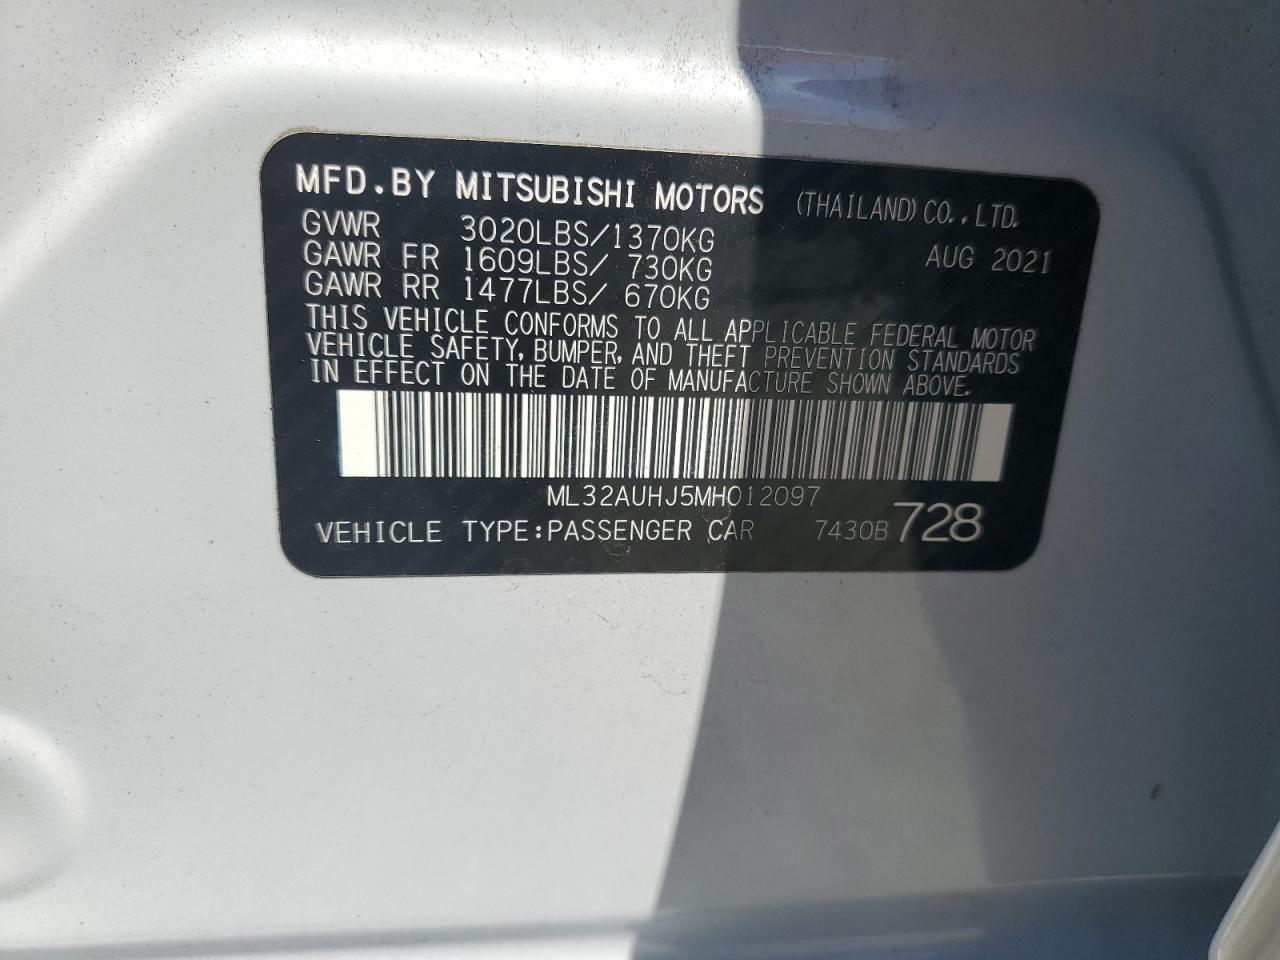 MFD.BY MITSUBISHI MOTORS (THAILAND) CO.,LTD.
GVWR 3020LBS/1370KG AUG 2021
GAWR FR 1609LBS/ 730KG
GAWR RR 1477LBS/ 670KG
THIS VEHICLE CONFORMS TO ALL APPLICABLE FEDERAL MOTOR
VEHICLE SAFETY, BUMPER, AND THEFT PREVENTION STANDARDS
IN EFFECT ON THE DATE OF MANUFACTURE SHOWN ABOVE.
ML32AUHJ5MH012097
VEHICLE TYPE:PASSENGER CAR 7430B 728